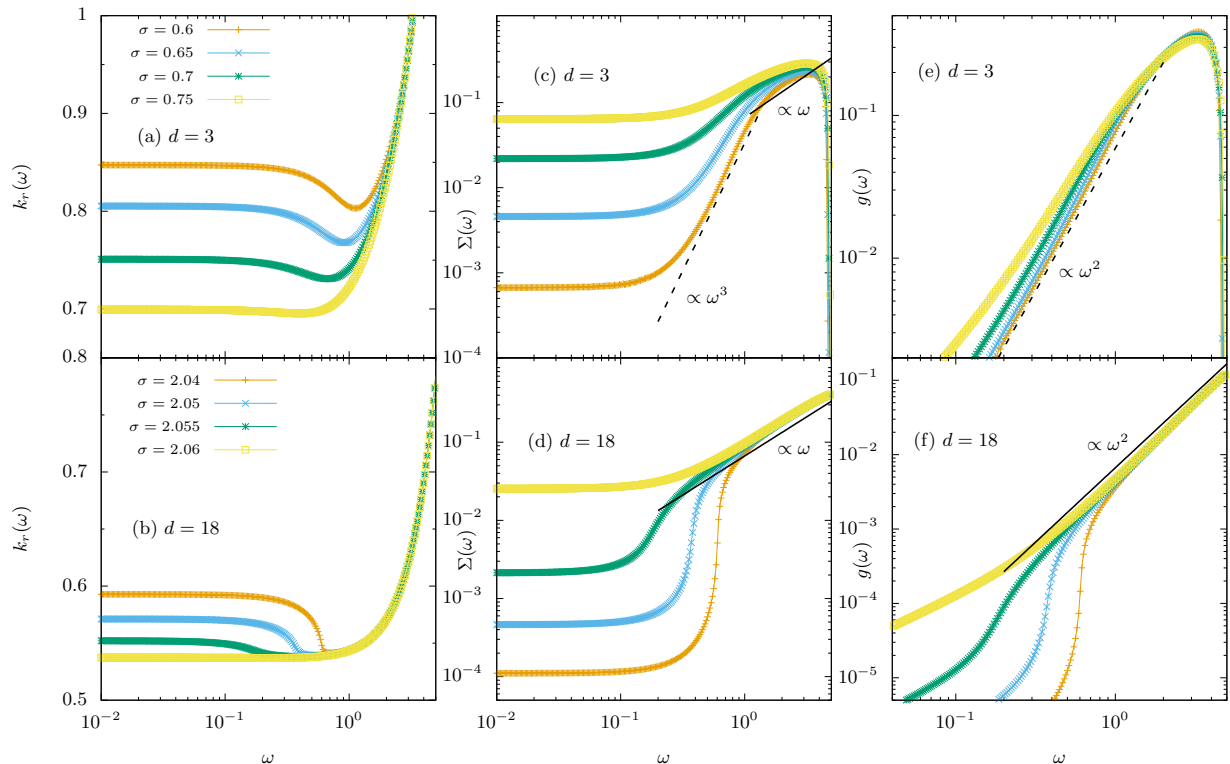 1
0.9
0.8
0.7
0.8
k_r(ω)
σ = 0.6
σ = 0.65
σ = 0.7
σ = 0.75
(a) d = 3
10^{-1}
10^{-2}
10^{-3}
10^{-4}
Σ(ω)
(c) d = 3
∝ ω
∝ ω^3
10^{-1}
10^{-2}
g(ω)
(e) d = 3
∝ ω^2
0.7
0.6
0.5
k_r(ω)
σ = 2.04
σ = 2.05
σ = 2.055
σ = 2.06
(b) d = 18
10^{-2}
10^{-1}
10^0
ω
10^{-1}
10^{-2}
10^{-3}
10^{-4}
Σ(ω)
(d) d = 18
∝ ω
10^{-2}
10^{-1}
10^0
ω
10^{-1}
10^{-2}
10^{-3}
10^{-4}
10^{-5}
g(ω)
(f) d = 18
∝ ω^2
10^{-1}
10^0
ω